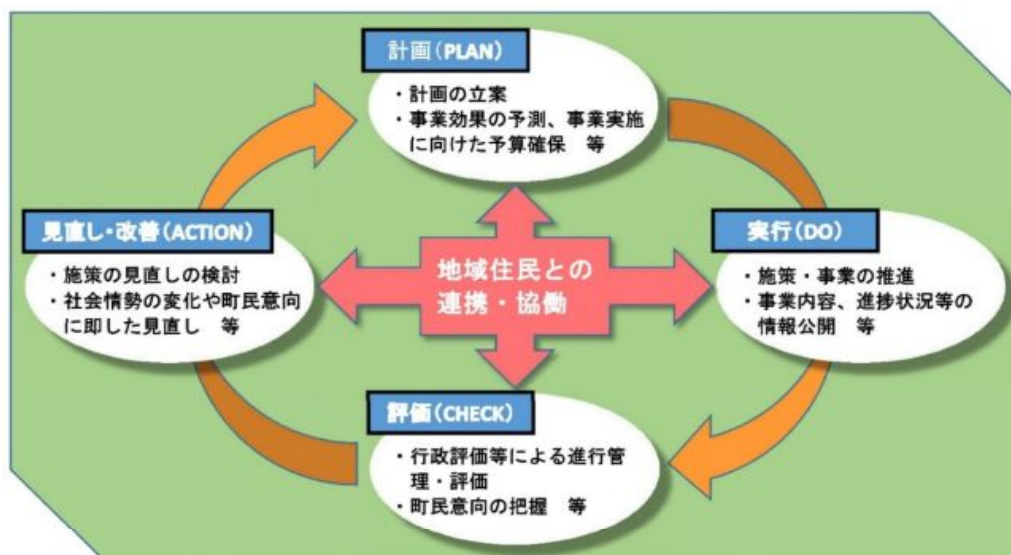 計画(PLAN)
・計画の立案
・事業効果の予測、事業実施
に向けた予算確保　等
見直し・改善(ACTION)
・施策の見直しの検討
・社会情勢の変化や町民意向
に即した見直し　等
地域住民との
連携・協働
実行(DO)
・施策・事業の推進
・事業内容、進捗状況等の
情報公開　等
評価(CHECK)
・行政評価等による進行管
理・評価
・町民意向の把握　等